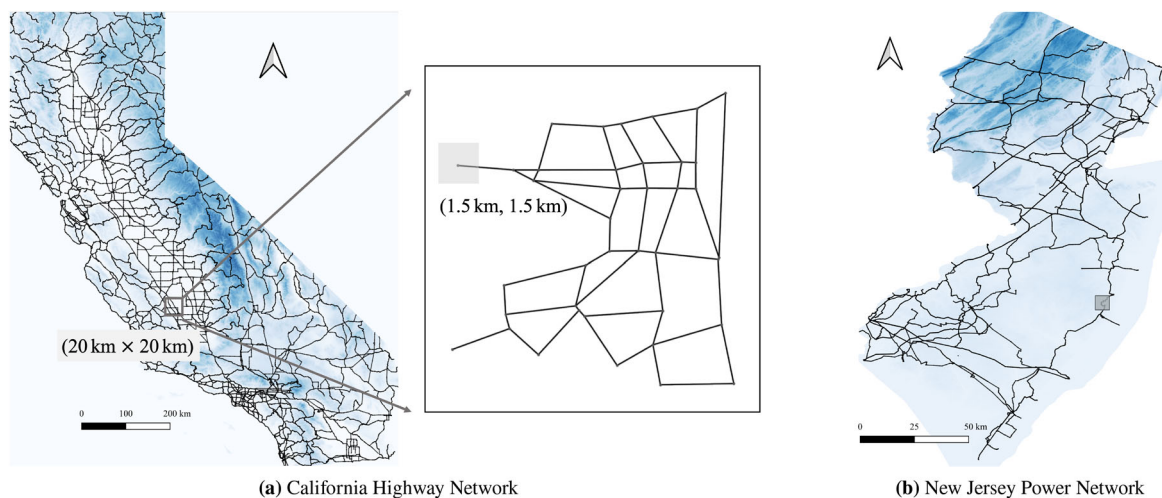 (1.5 km, 1.5 km)
(20 km × 20 km)
0 100 200 km
0 25 50 km
(a) California Highway Network
(b) New Jersey Power Network